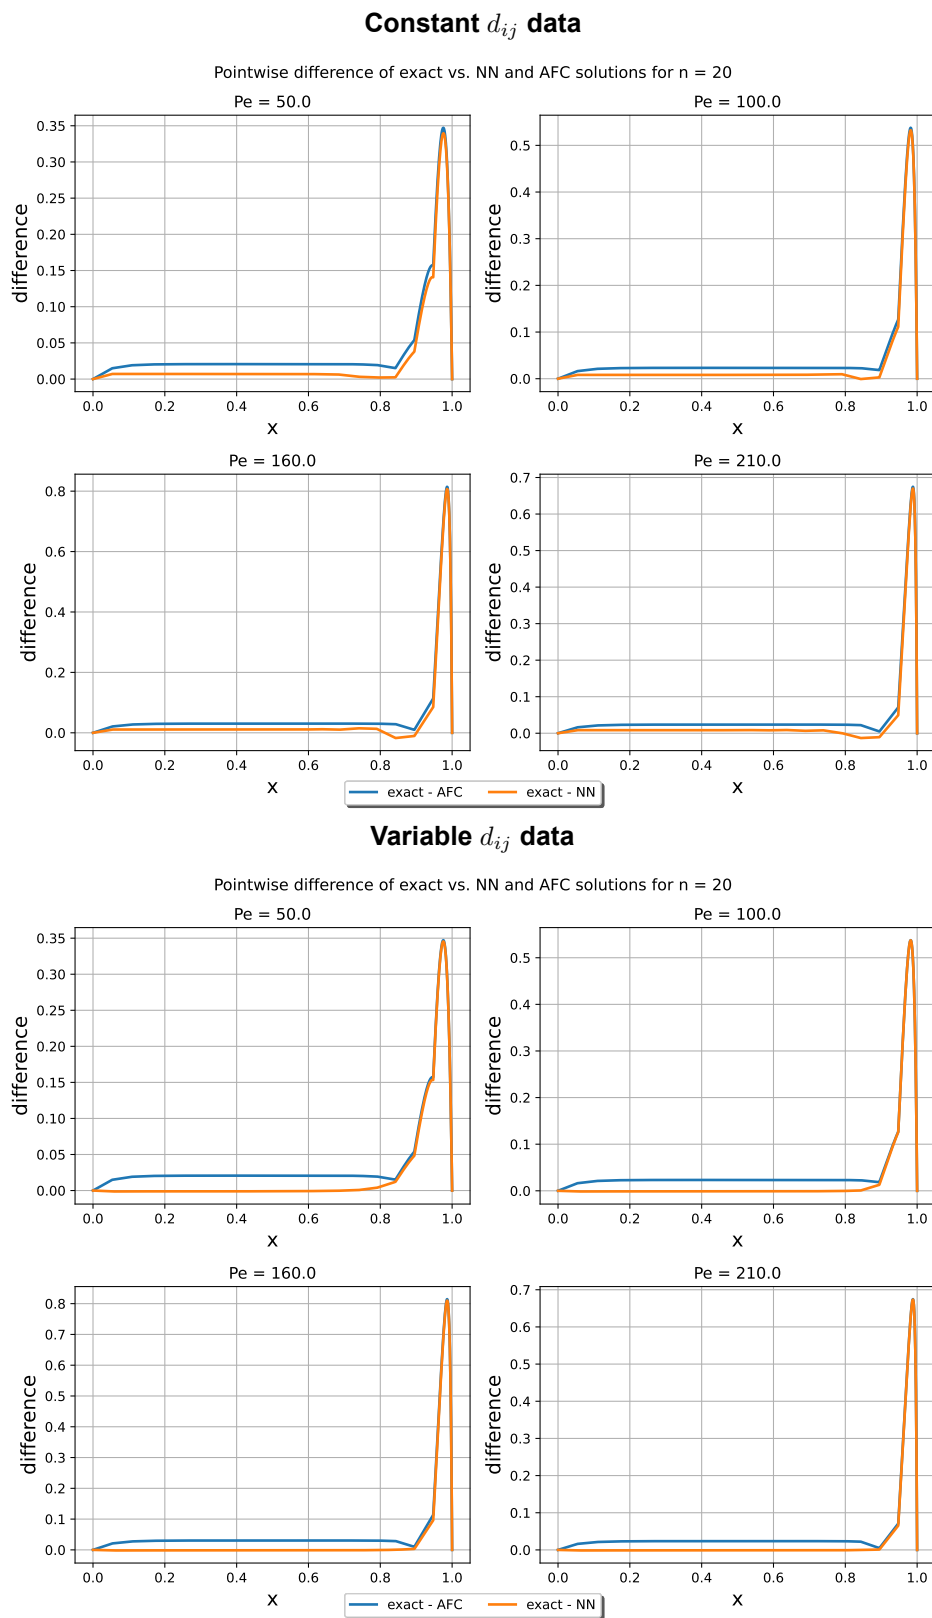 Constant d_{ij} data
Pointwise difference of exact vs. NN and AFC solutions for n = 20
Pe = 50.0
0.35
0.30
0.25
0.20
0.15
0.10
0.05
0.00
difference
0.0 0.2 0.4 0.6 0.8 1.0
x
Pe = 100.0
0.5
0.4
0.3
0.2
0.1
0.0
difference
0.0 0.2 0.4 0.6 0.8 1.0
x
Pe = 160.0
0.8
0.6
0.4
0.2
0.0
difference
0.0 0.2 0.4 0.6 0.8 1.0
x
Pe = 210.0
0.7
0.6
0.5
0.4
0.3
0.2
0.1
0.0
difference
0.0 0.2 0.4 0.6 0.8 1.0
x
exact - AFC exact - NN
Variable d_{ij} data
Pointwise difference of exact vs. NN and AFC solutions for n = 20
Pe = 50.0
0.35
0.30
0.25
0.20
0.15
0.10
0.05
0.00
difference
0.0 0.2 0.4 0.6 0.8 1.0
x
Pe = 100.0
0.5
0.4
0.3
0.2
0.1
0.0
difference
0.0 0.2 0.4 0.6 0.8 1.0
x
Pe = 160.0
0.8
0.7
0.6
0.5
0.4
0.3
0.2
0.1
0.0
difference
0.0 0.2 0.4 0.6 0.8 1.0
x
Pe = 210.0
0.7
0.6
0.5
0.4
0.3
0.2
0.1
0.0
difference
0.0 0.2 0.4 0.6 0.8 1.0
x
exact - AFC exact - NN